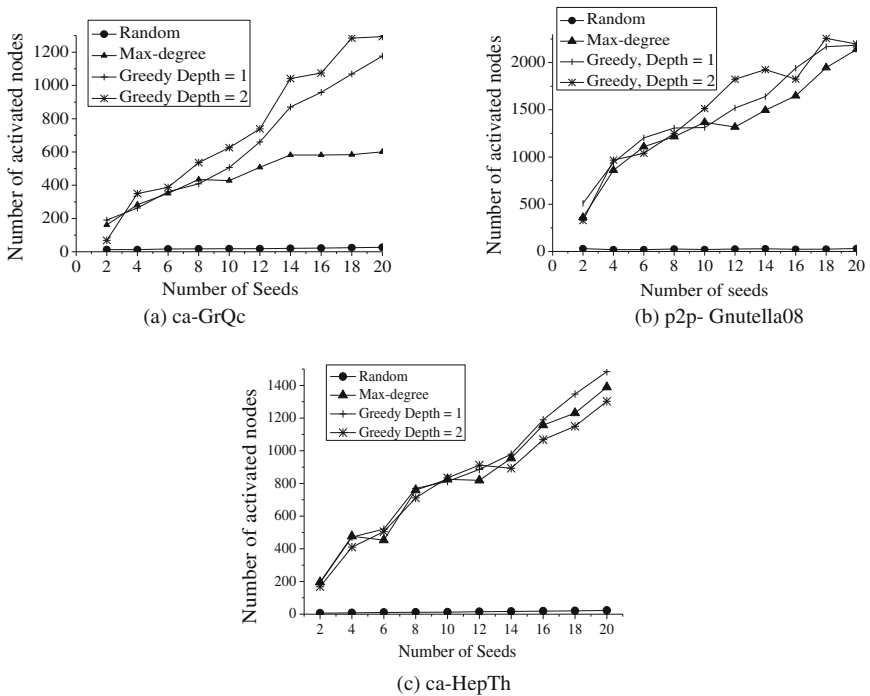 Random
Max-degree
Greedy Depth = 1
Greedy Depth = 2
Number of activated nodes
1200
1000
800
600
400
200
0
0 2 4 6 8 10 12 14 16 18 20
Number of Seeds
(a) ca-GrQc
Random
Max-degree
Greedy, Depth = 1
Greedy, Depth = 2
Number of activated nodes
2000
1500
1000
500
0
0 2 4 6 8 10 12 14 16 18 20
Number of seeds
(b) p2p- Gnutella08
Random
Max-degree
Greedy Depth = 1
Greedy Depth = 2
Number of activated nodes
1400
1200
1000
800
600
400
200
0
2 4 6 8 10 12 14 16 18 20
Number of Seeds
(c) ca-HepTh